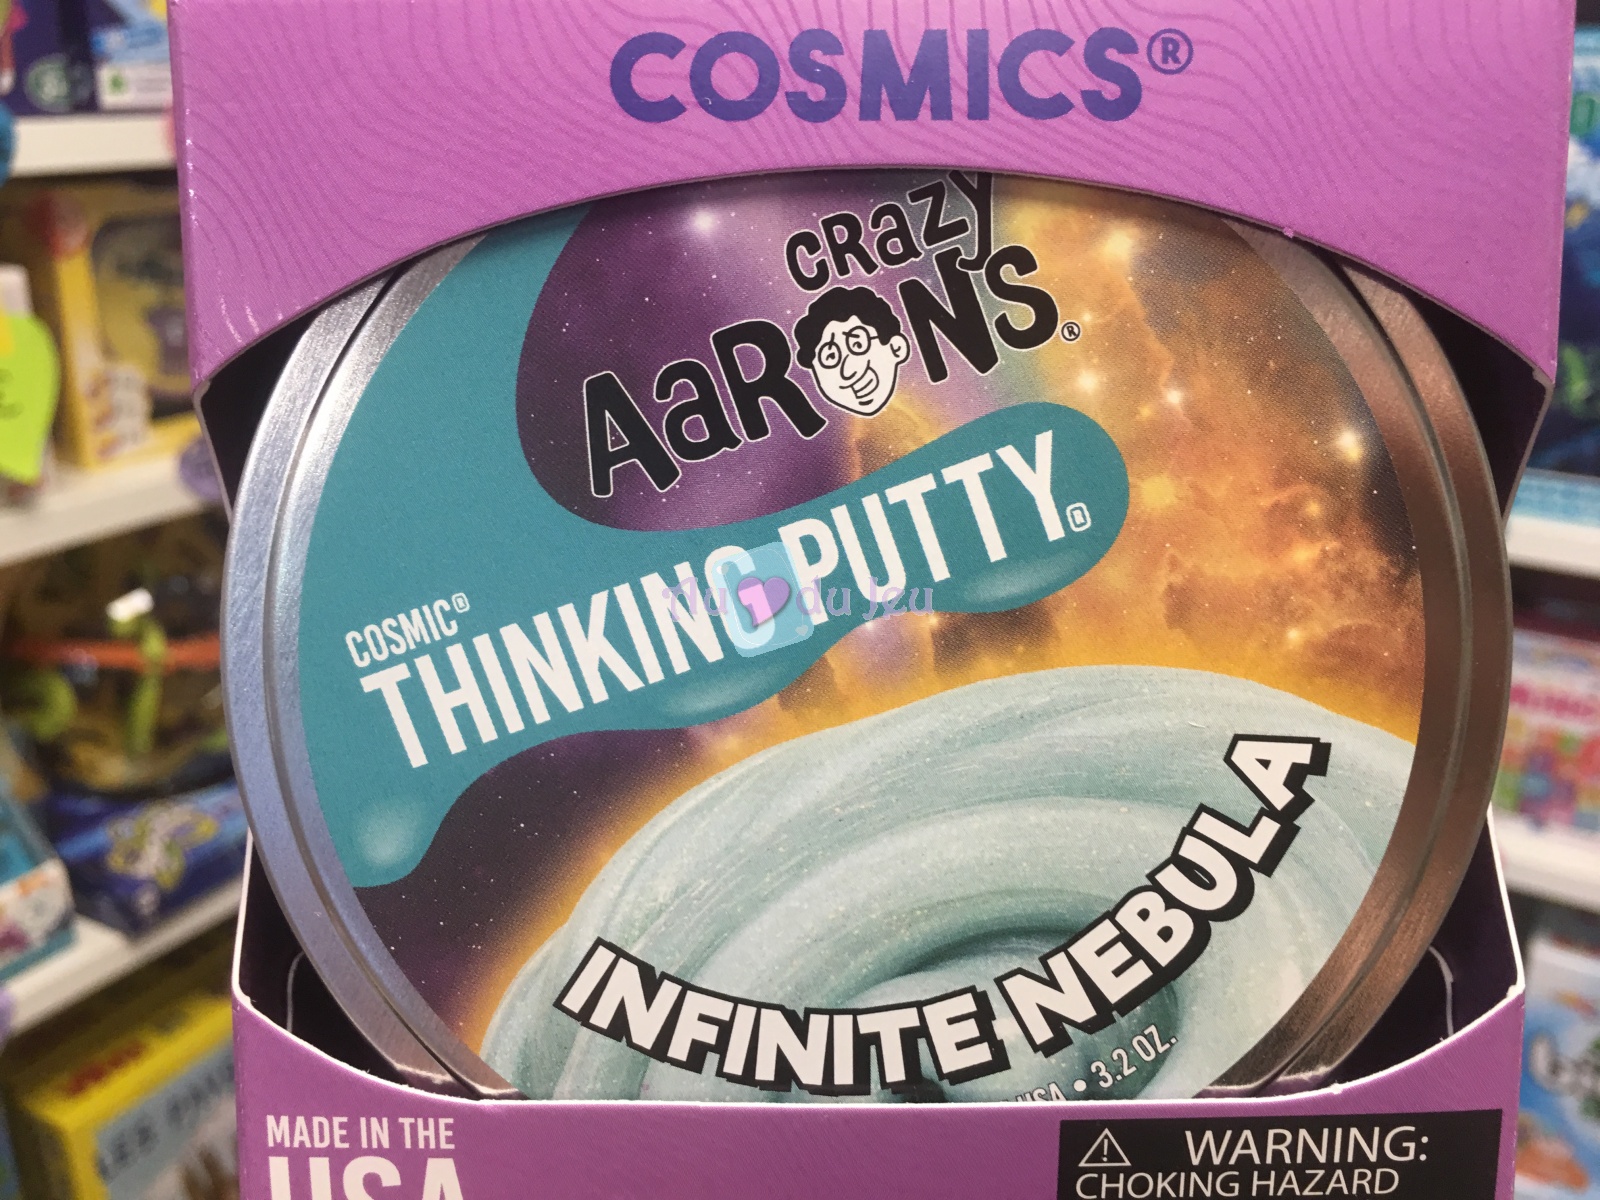 COSMICS®
CRaZY
AaRONS®
COSMIC®
THINKING PUTTY®
Au du Jeu
INFINITE NEBULA
USA • 3.2 OZ.
MADE IN THE
USA
WARNING:
CHOKING HAZARD